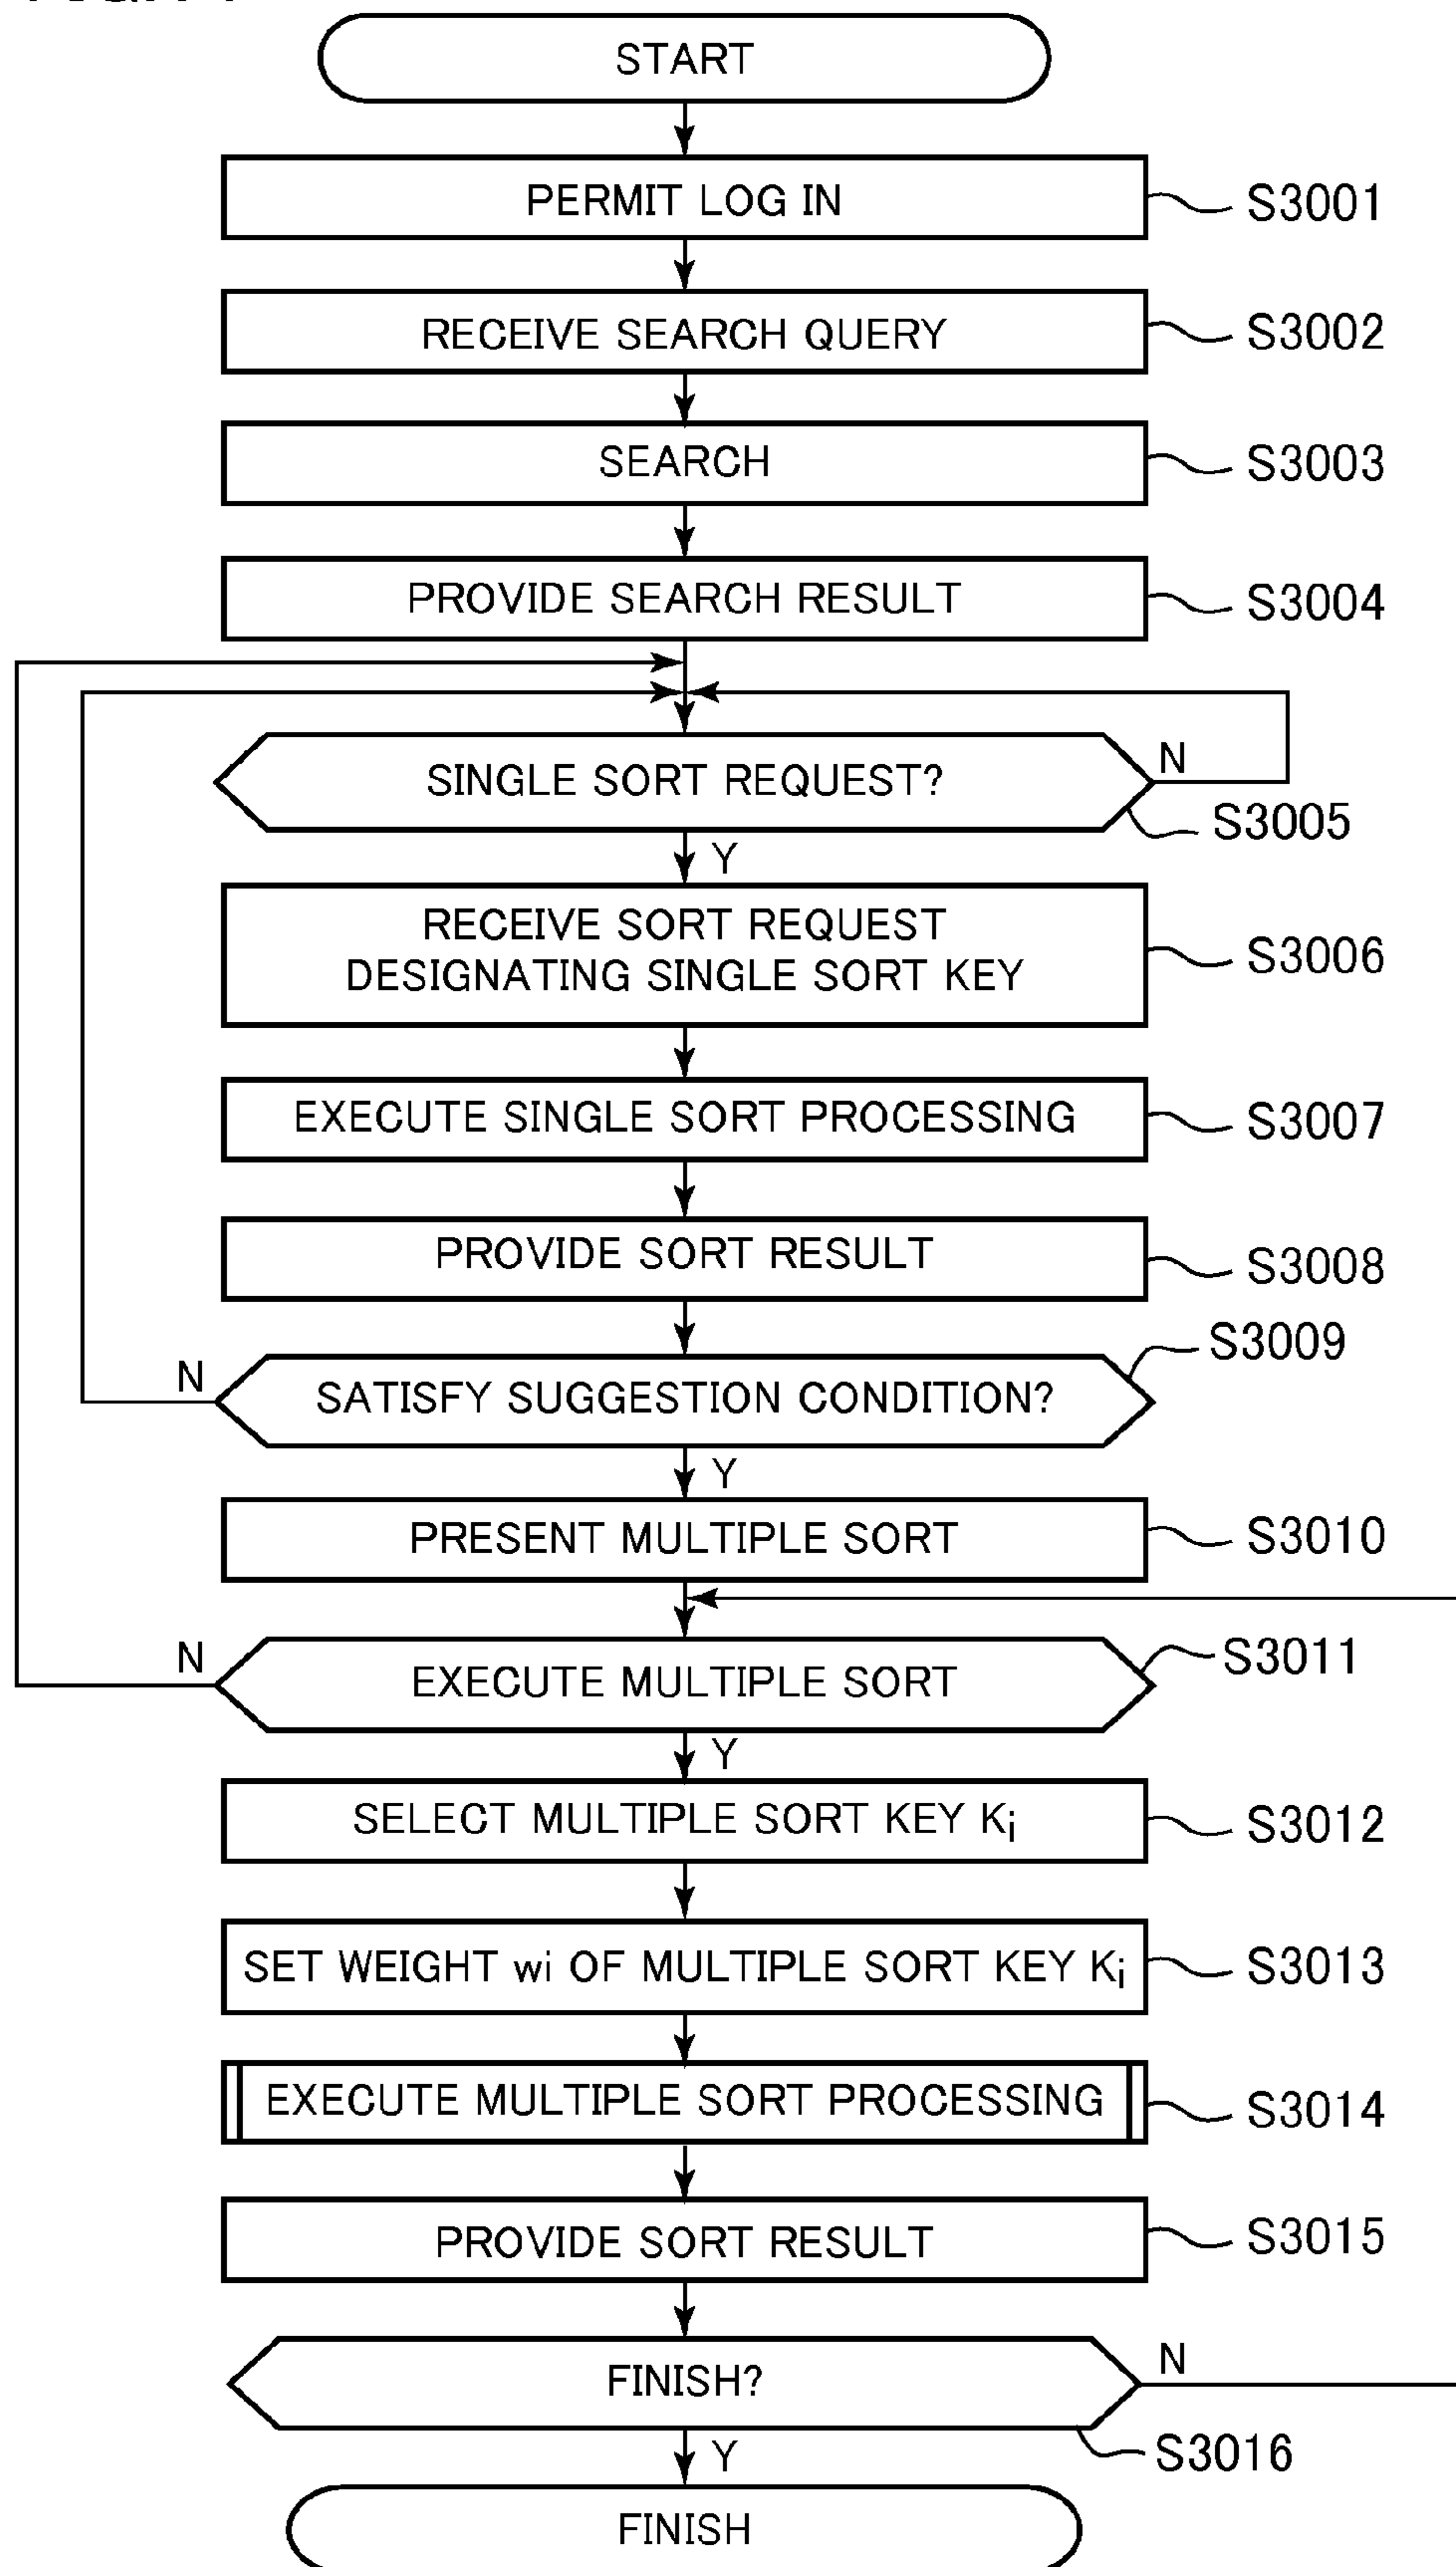 START
PERMIT LOG IN
S3001
RECEIVE SEARCH QUERY
S3002
SEARCH
S3003
PROVIDE SEARCH RESULT
S3004
SINGLE SORT REQUEST?
N
S3005
Y
RECEIVE SORT REQUEST
DESIGNATING SINGLE SORT KEY
S3006
EXECUTE SINGLE SORT PROCESSING
S3007
PROVIDE SORT RESULT
S3008
S3009
N
SATISFY SUGGESTION CONDITION?
Y
PRESENT MULTIPLE SORT
S3010
N
EXECUTE MULTIPLE SORT
S3011
Y
SELECT MULTIPLE SORT KEY Ki
S3012
SET WEIGHT wi OF MULTIPLE SORT KEY Ki
S3013
EXECUTE MULTIPLE SORT PROCESSING
S3014
PROVIDE SORT RESULT
S3015
FINISH?
N
S3016
Y
FINISH